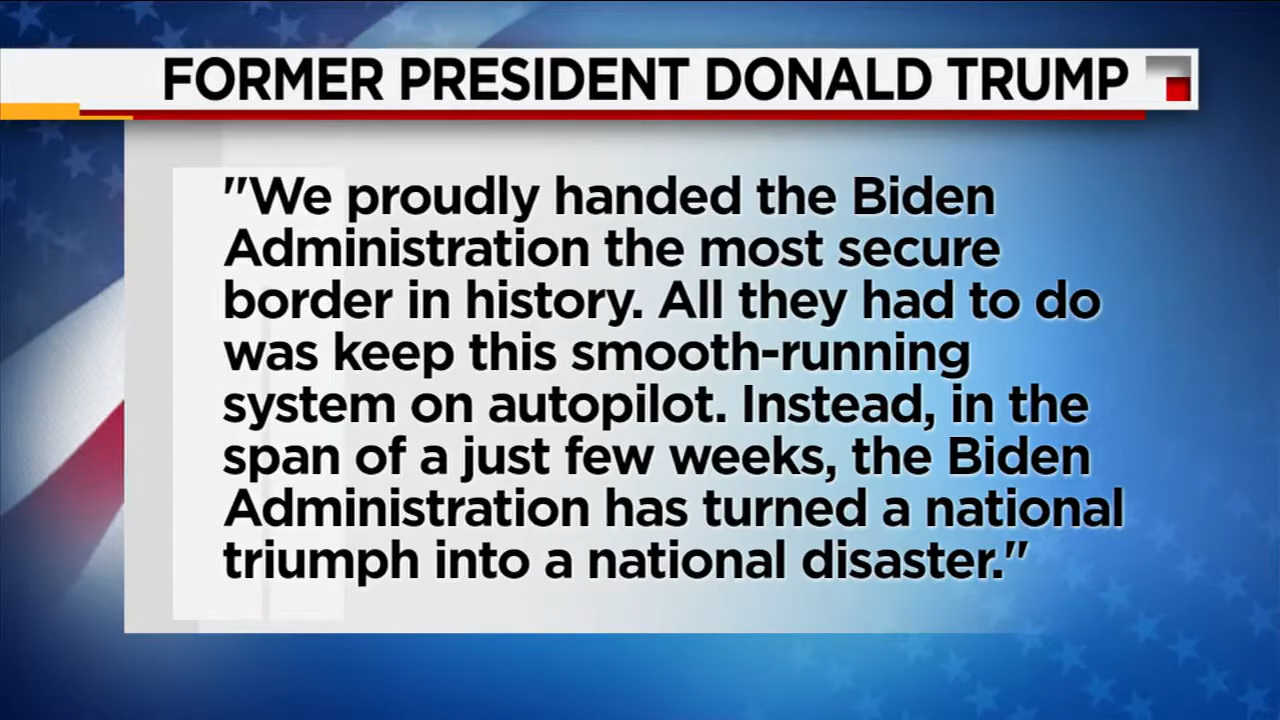 FORMER PRESIDENT DONALD TRUMP
"We proudly handed the Biden
Administration the most secure
border in history. All they had to do
was keep this smooth-running
system on autopilot. Instead, in the
span of a just few weeks, the Biden
Administration has turned a national
triumph into a national disaster."